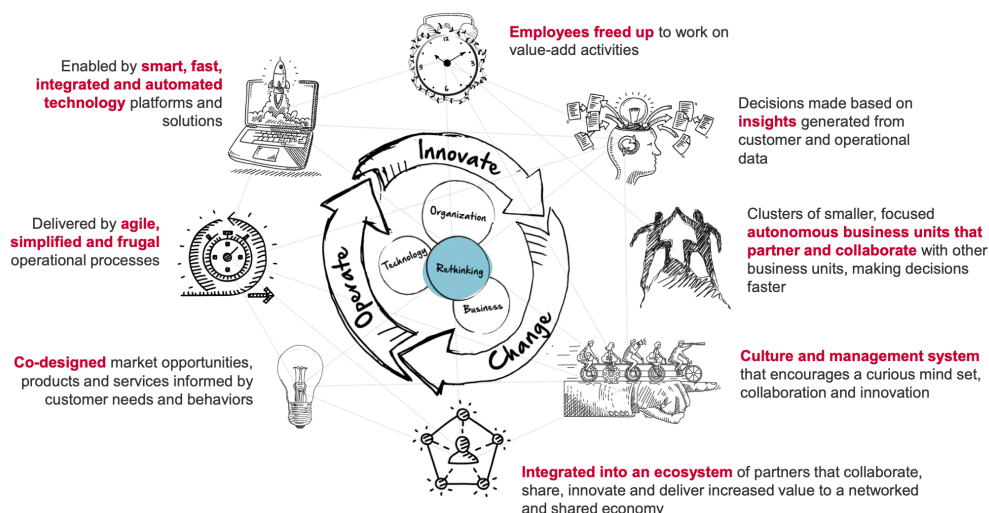 Employees freed up to work on
value-add activities
Enabled by smart, fast,
integrated and automated
technology platforms and
solutions
Decisions made based on
insights generated from
customer and operational
data
Innovate
Organization
Technology
Rethinking
Business
Operate
Change
Delivered by agile,
simplified and frugal
operational processes
Clusters of smaller, focused
autonomous business units that
partner and collaborate with other
business units, making decisions
faster
Co-designed market opportunities,
products and services informed by
customer needs and behaviors
Culture and management system
that encourages a curious mind set,
collaboration and innovation
Integrated into an ecosystem of partners that collaborate,
share, innovate and deliver increased value to a networked
and shared economy